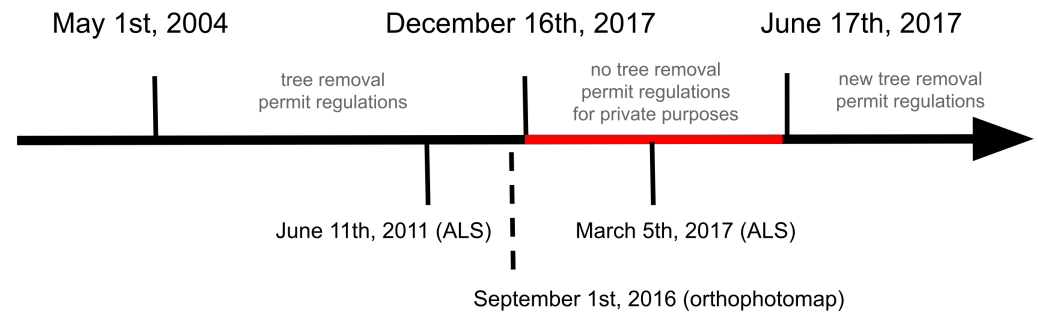 May 1st, 2004
December 16th, 2017
June 17th, 2017
tree removal
permit regulations
no tree removal
permit regulations
for private purposes
new tree removal
permit regulations
June 11th, 2011 (ALS)
March 5th, 2017 (ALS)
September 1st, 2016 (orthophotomap)